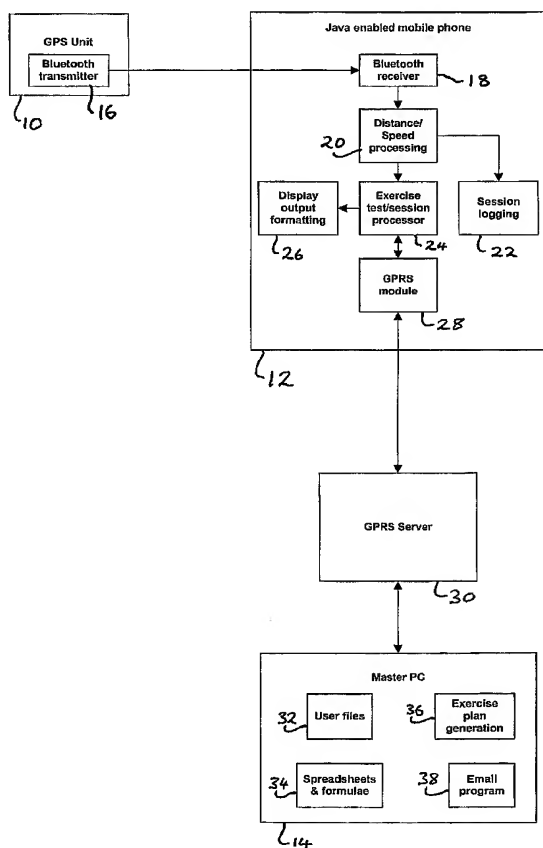 GPS Unit
Bluetooth
transmitter
16
10
Java enabled mobile phone
Bluetooth
receiver
18
Distance/
Speed
processing
20
Display
output
formatting
26
Exercise
test/session
processor
24
Session
logging
22
GPRS
module
28
12
GPRS Server
30
Master PC
32
User files
36
Exercise
plan
generation
34
Spreadsheets
& formulae
38
Email
program
14